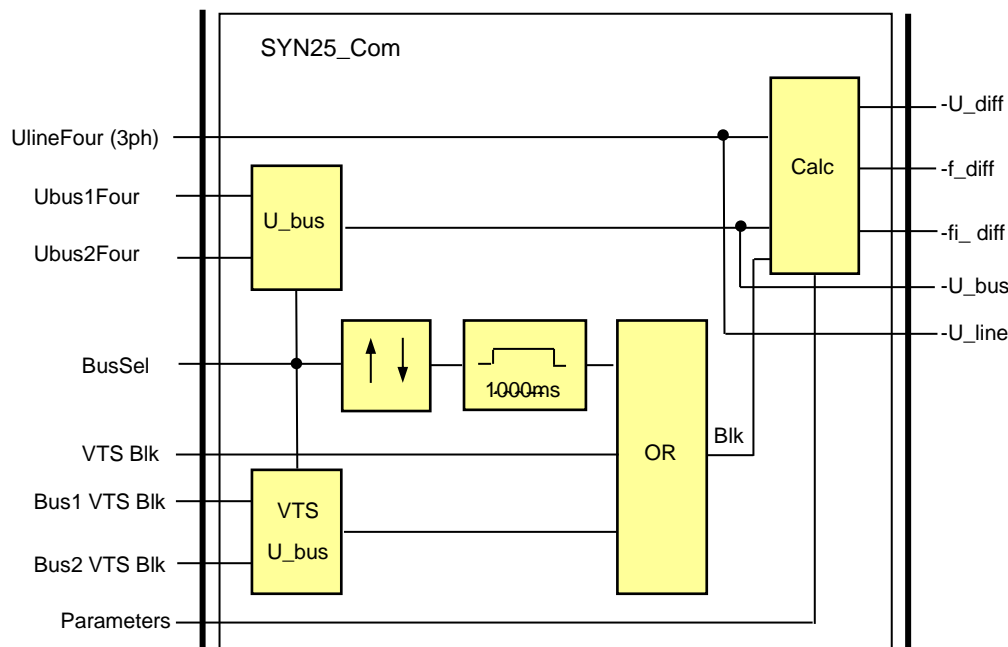 SYN25_Com
UlineFour (3ph)
Ubus1Four
Ubus2Four
BusSel
VTS Blk
Bus1 VTS Blk
Bus2 VTS Blk
Parameters
U_bus
1000ms
VTS
U_bus
OR
Blk
Calc
-U_diff
-f_diff
-fi_ diff
-U_bus
-U_line